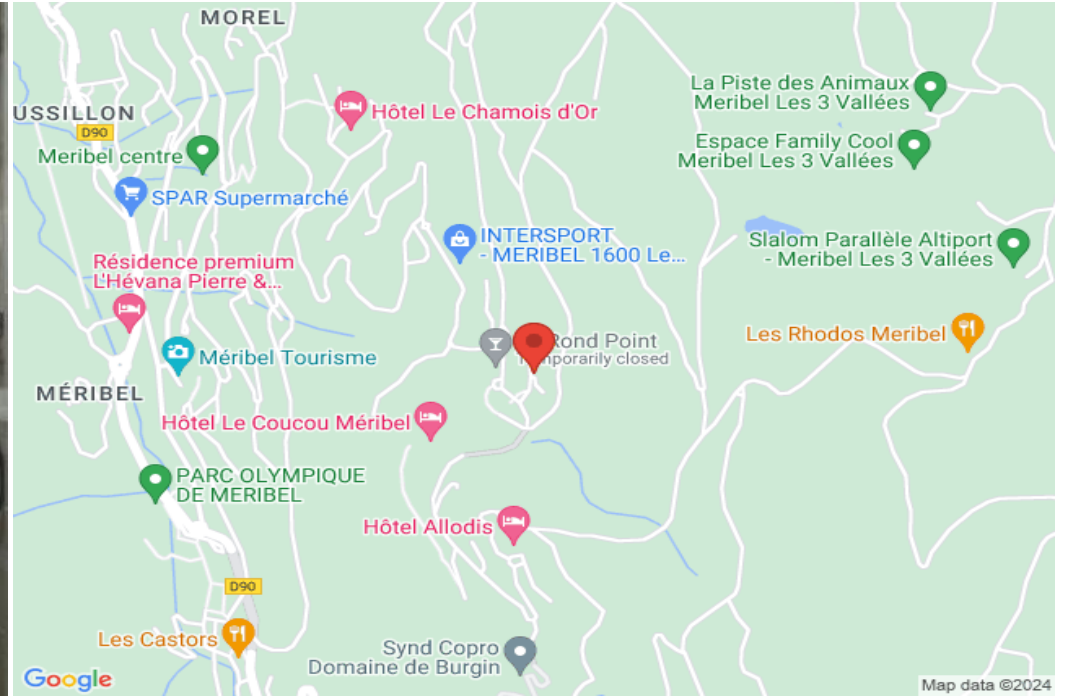 MOREL
USSILLON
D90
Meribel centre
SPAR Supermarché
Hôtel Le Chamois d'Or
La Piste des Animaux
Meribel Les 3 Vallées
Espace Family Cool
Meribel Les 3 Vallées
INTERSPORT
- MERIBEL 1600 Le...
Slalom Parallèle Altiport
- Meribel Les 3 Vallées
Résidence premium
L'Hévana Pierre &...
Méribel Tourisme
MÉRIBEL
Rond Point
mporarily closed
Les Rhodos Meribel
Hôtel Le Coucou Méribel
PARC OLYMPIQUE
DE MERIBEL
Hôtel Allodis
D90
Les Castors
Synd Copro
Domaine de Burgin
Google
Map data ©2024